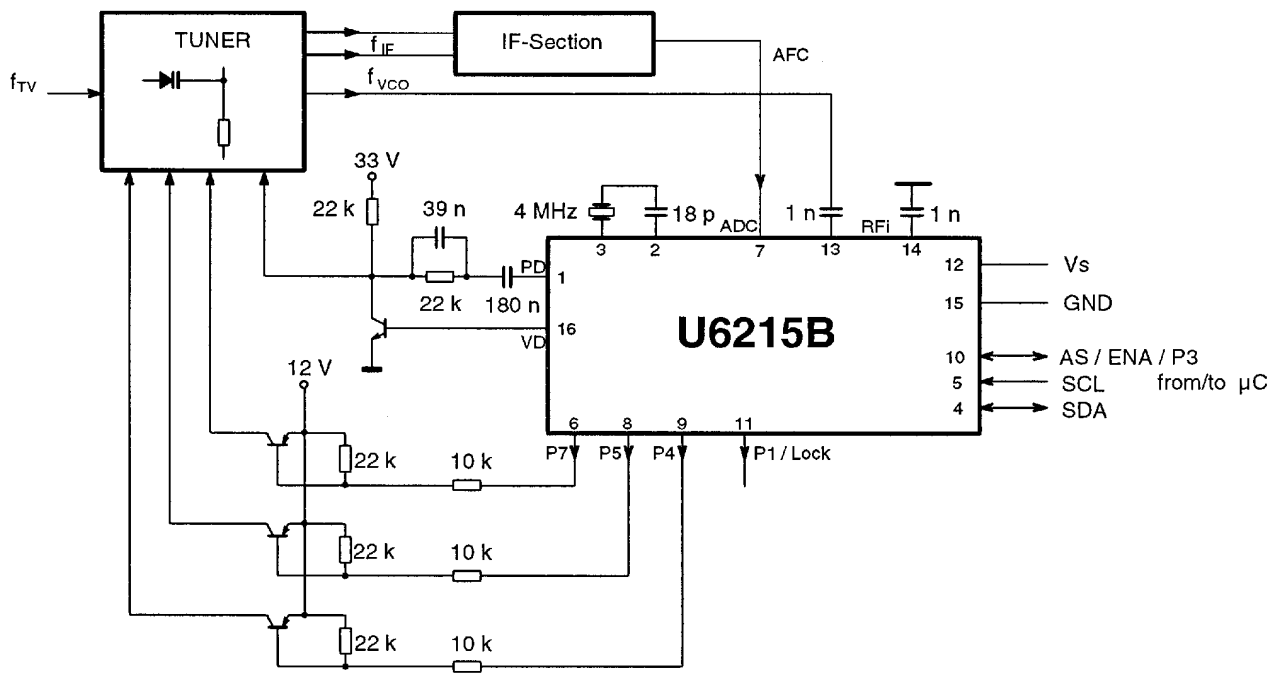 TUNER
IF-Section
f_IF
AFC
f_TV
f_VCO
33 V
22 k
39 n
4 MHz
18 p
ADC
1 n
RFi
1 n
3
2
7
13
14
PD
1
12
Vs
22 k
180 n
15
GND
16
VD
U6215B
10
AS / ENA / P3
12 V
5
SCL
from/to µC
4
SDA
6
8
9
11
P7
P5
P4
P1 / Lock
22 k
10 k
22 k
10 k
22 k
10 k